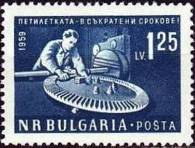 ПЕТИЛЕТКАТА - В СЪКРАТЕНИ СРОКОВЕ!
1959
LV. 1.25
NR BULGARIA - POSTA